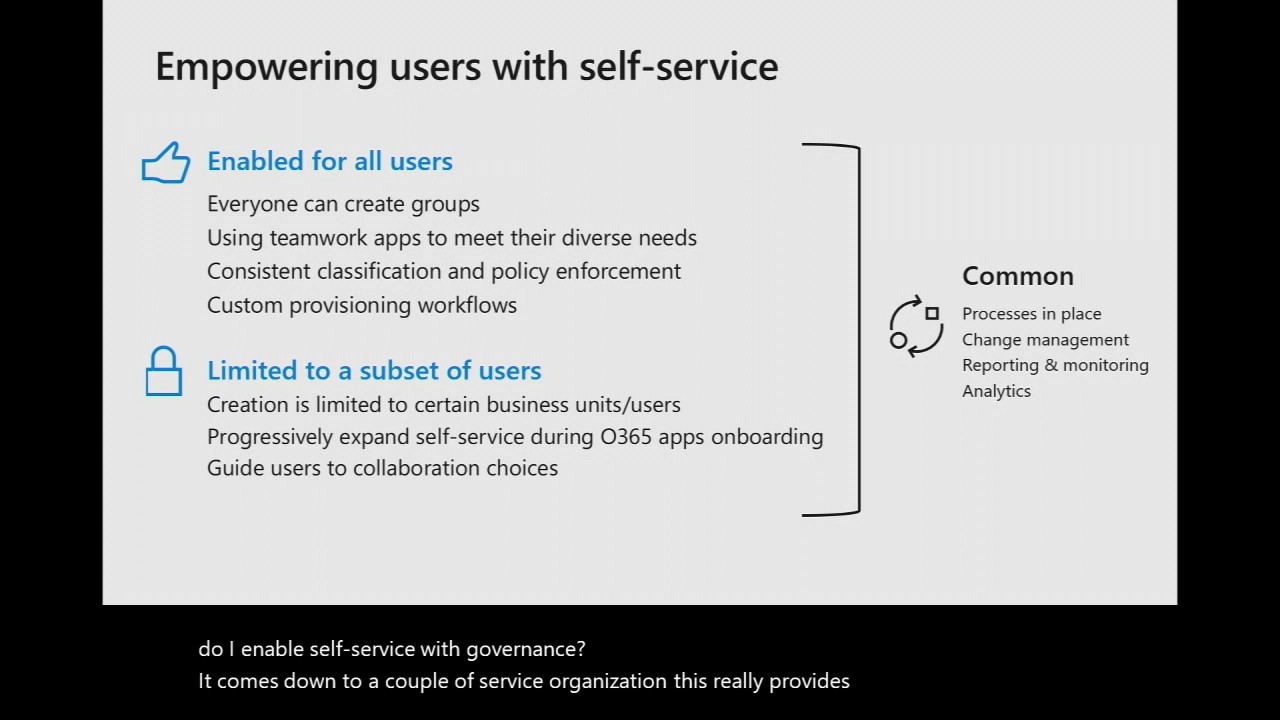 Empowering users with self-service
Enabled for all users
Everyone can create groups
Using teamwork apps to meet their diverse needs
Consistent classification and policy enforcement
Custom provisioning workflows
Limited to a subset of users
Creation is limited to certain business units/users
Progressively expand self-service during O365 apps onboarding
Guide users to collaboration choices
Common
Processes in place
Change management
Reporting & monitoring
Analytics
do I enable self-service with governance?
It comes down to a couple of service organization this really provides